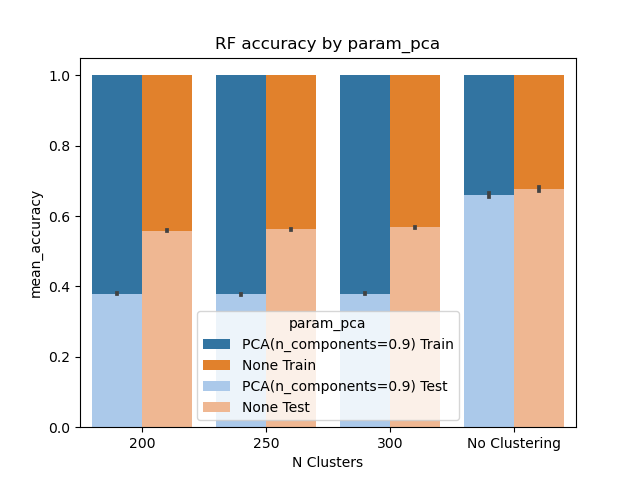 RF accuracy by param_pca
mean_accuracy
1.0
0.8
0.6
0.4
0.2
0.0
param_pca
PCA(n_components=0.9) Train
None Train
PCA(n_components=0.9) Test
None Test
200
250
300
No Clustering
N Clusters